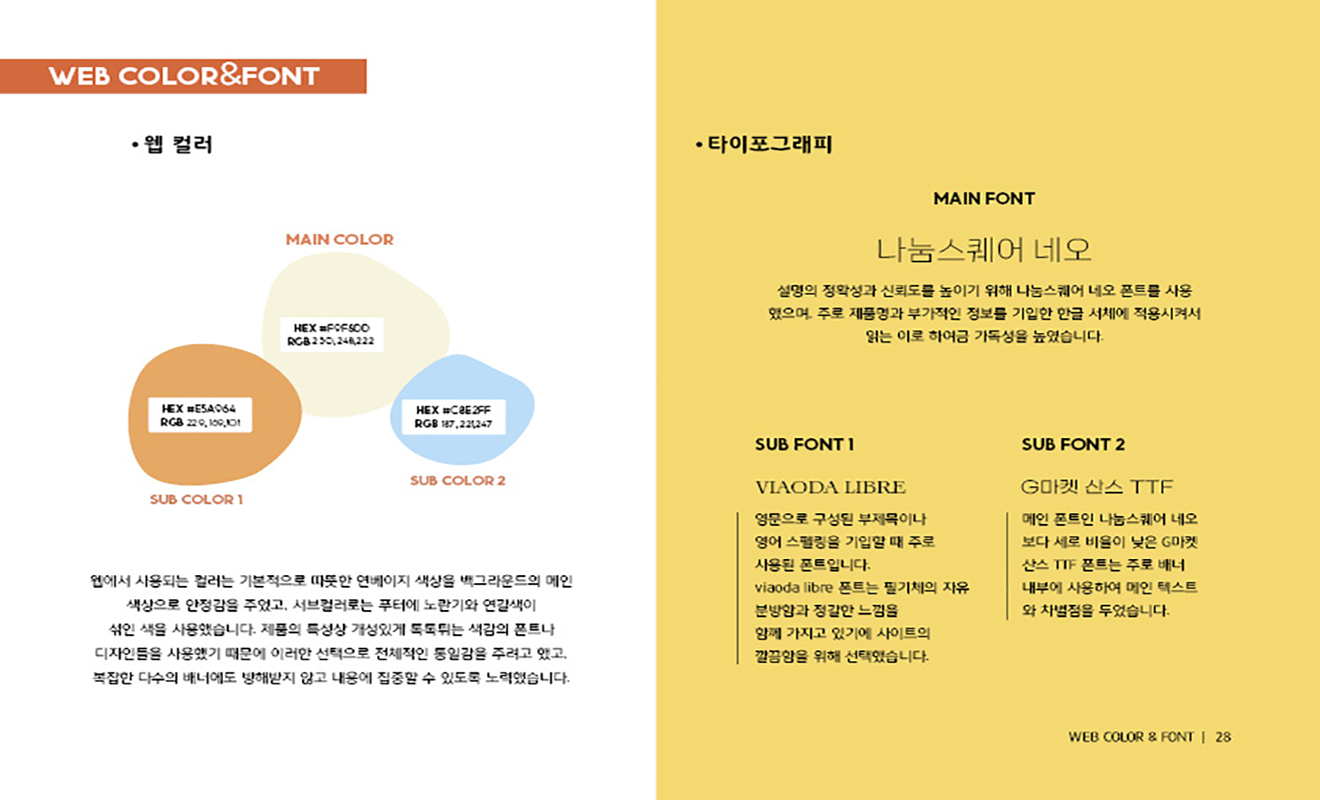 WEB COLOR&FONT
• 웹 컬러
MAIN COLOR
HEX #F9F8DD
RGB 250,248,222
HEX #E5A964
RGB 229,169,101
SUB COLOR 1
HEX #C8E2FF
RGB 187,221,247
SUB COLOR 2
웹에서 사용되는 컬러는 기본적으로 따뜻한 연베이지 색상을 백그라운드의 메인
색상으로 안정감을 주었고, 서브컬러로는 푸터에 노란기와 연갈색이
섞인 색을 사용했습니다. 제품의 특성상 개성있게 톡톡튀는 색감의 폰트나
디자인들을 사용했기 때문에 이러한 선택으로 전체적인 통일감을 주려고 했고,
복잡한 다수의 배너에도 방해받지 않고 내용에 집중할 수 있도록 노력했습니다.
• 타이포그래피
MAIN FONT
나눔스퀘어 네오
설명의 정확성과 신뢰도를 높이기 위해 나눔스퀘어 네오 폰트를 사용
했으며, 주로 제품명과 부가적인 정보를 기입한 한글 서체에 적용시켜서
읽는 이로 하여금 가독성을 높였습니다.
SUB FONT 1
VIAODA LIBRE
영문으로 구성된 부제목이나
영어 스펠링을 기입할 때 주로
사용된 폰트입니다.
viaoda libre 폰트는 필기체의 자유
분방함과 정갈한 느낌을
함께 가지고 있기에 사이트의
깔끔함을 위해 선택했습니다.
SUB FONT 2
G마켓 산스 TTF
메인 폰트인 나눔스퀘어 네오
보다 세로 비율이 낮은 G마켓
산스 TTF 폰트는 주로 배너
내부에 사용하여 메인 텍스트
와 차별점을 두었습니다.
WEB COLOR & FONT | 28